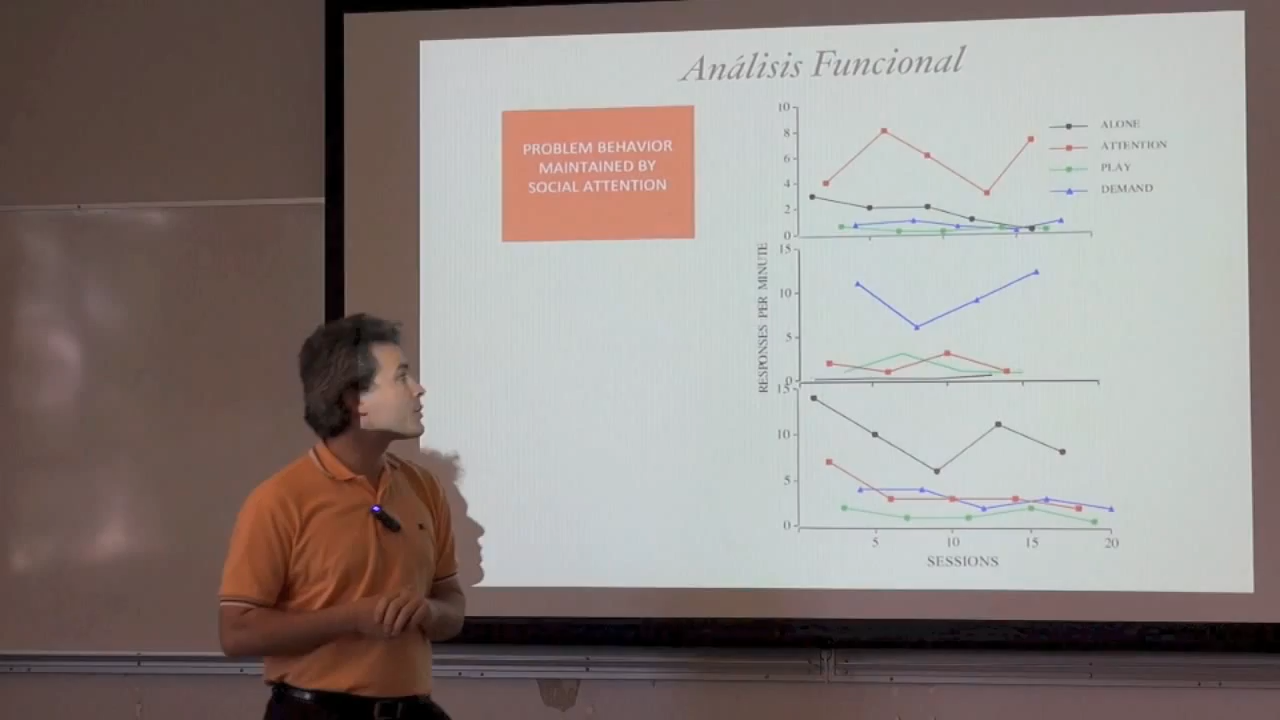 Análisis Funcional
PROBLEM BEHAVIOR
MAINTAINED BY
SOCIAL ATTENTION
10
8
6
4
2
0
ALONE
ATTENTION
PLAY
DEMAND
RESPONSES PER MINUTE
15
10
5
0
15
10
5
0
5
10
15
20
SESSIONS